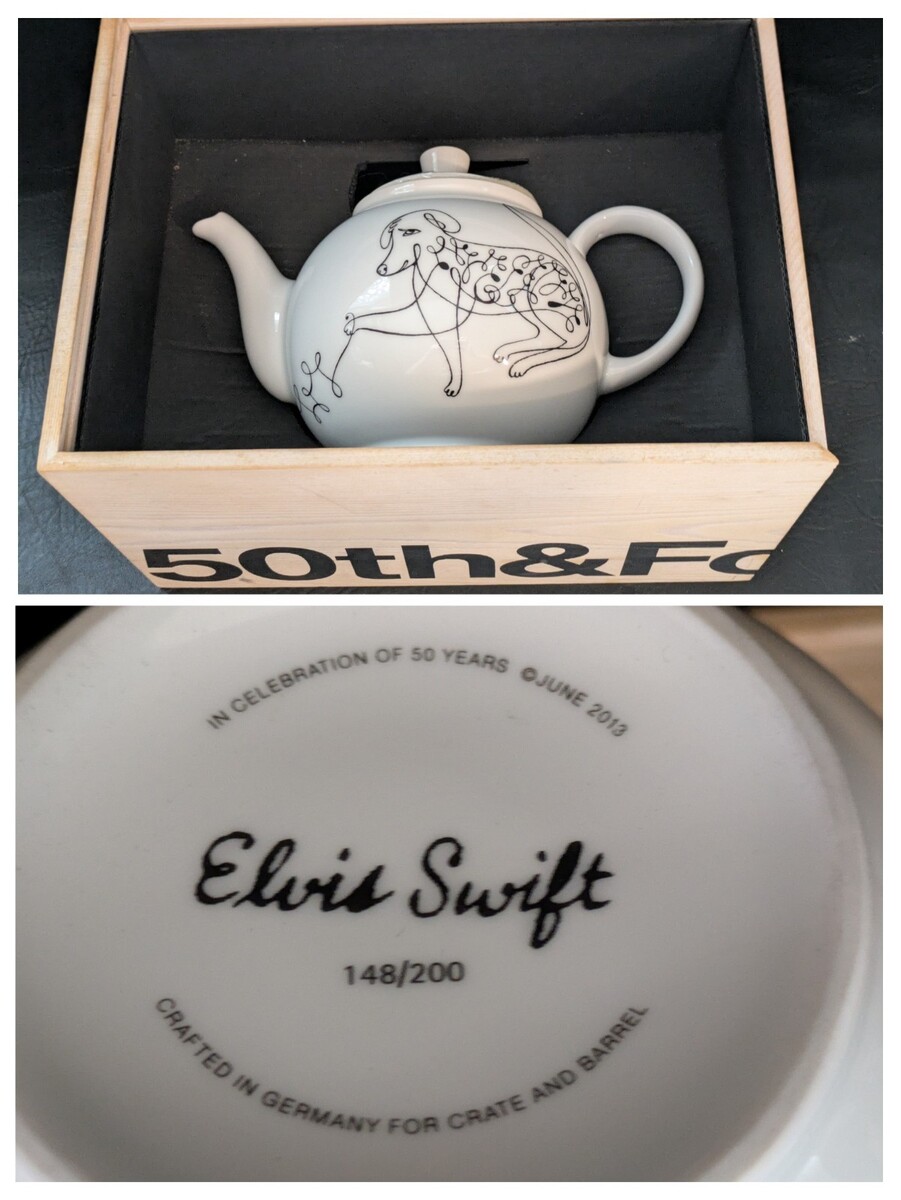 50th&Fo
IN CELEBRATION OF 50 YEARS ©JUNE 2013
Elvis Swift
148/200
CRAFTED IN GERMANY FOR CRATE AND BARREL